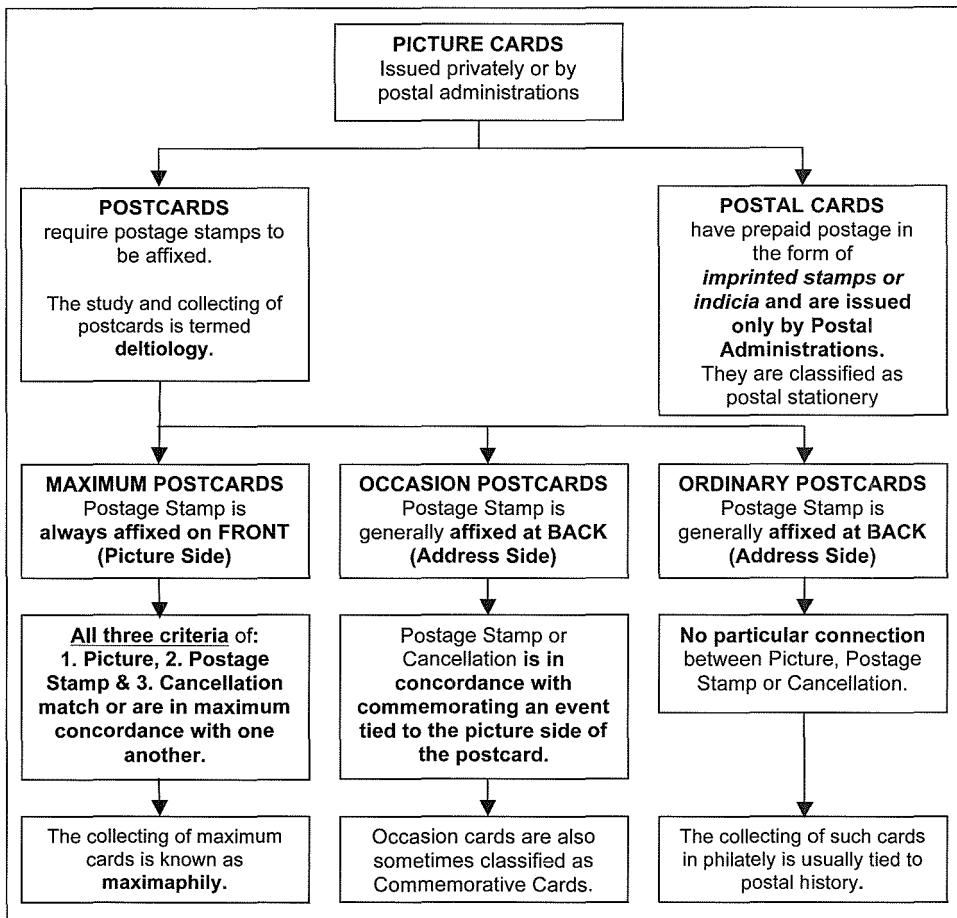 PICTURE CARDS
Issued privately or by
postal administrations
POSTCARDS
require postage stamps to
be affixed.
The study and collecting of
postcards is termed
deltiology.
POSTAL CARDS
have prepaid postage in
the form of
imprinted stamps or
indicia and are issued
only by Postal
Administrations.
They are classified as
postal stationery
MAXIMUM POSTCARDS
Postage Stamp is
always affixed on FRONT
(Picture Side)
OCCASION POSTCARDS
Postage Stamp is
generally affixed at BACK
(Address Side)
ORDINARY POSTCARDS
Postage Stamp is
generally affixed at BACK
(Address Side)
All three criteria of:
1. Picture, 2. Postage
Stamp & 3. Cancellation
match or are in maximum
concordance with one
another.
Postage Stamp or
Cancellation is in
concordance with
commemorating an event
tied to the picture side of
the postcard.
No particular connection
between Picture, Postage
Stamp or Cancellation.
The collecting of maximum
cards is known as
maximaphily.
Occasion cards are also
sometimes classified as
Commemorative Cards.
The collecting of such cards
in philately is usually tied to
postal history.